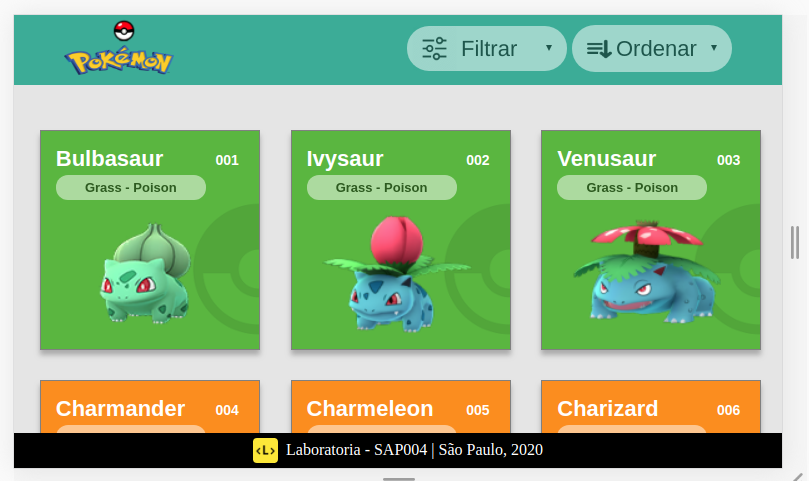 POKéMON
Filtrar
Ordenar
Bulbasaur 001
Grass - Poison
Ivysaur 002
Grass - Poison
Venusaur 003
Grass - Poison
Charmander 004
Charmeleon 005
Charizard 006
<L> Laboratoria - SAP004 | São Paulo, 2020